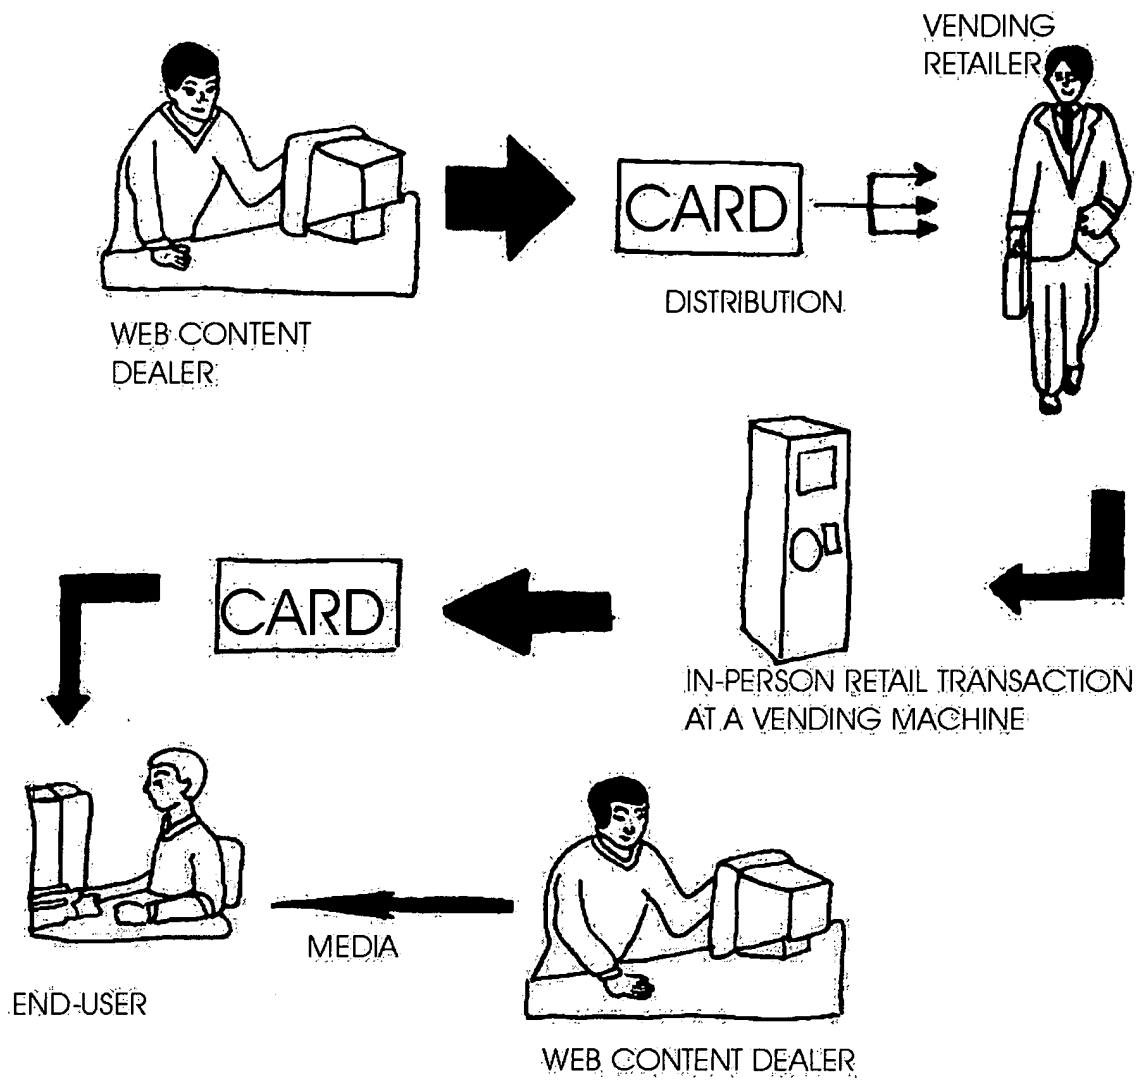 VENDING
RETAILER
CARD
DISTRIBUTION
WEB CONTENT
DEALER
CARD
IN-PERSON RETAIL TRANSACTION
AT A VENDING MACHINE
MEDIA
END-USER
WEB CONTENT DEALER